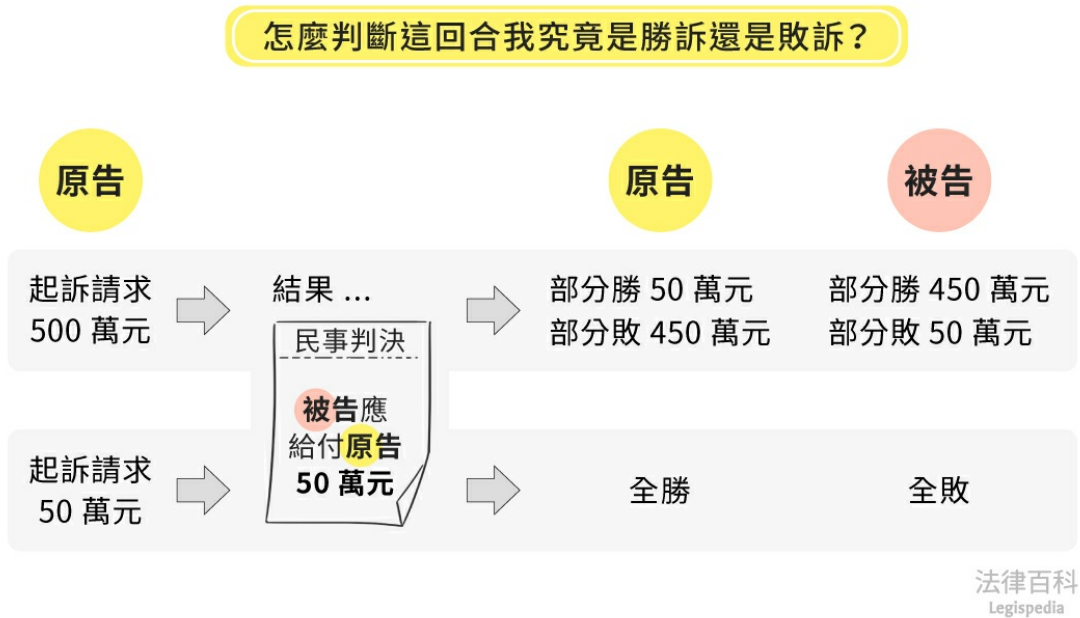 怎麼判斷這回合我究竟是勝訴還是敗訴？
原告
原告
被告
起訴請求
500 萬元
結果 ...
民事判決
被告應
給付原告
50 萬元
部分勝 50 萬元
部分敗 450 萬元
部分勝 450 萬元
部分敗 50 萬元
起訴請求
50 萬元
全勝
全敗
法律百科
Legispedia